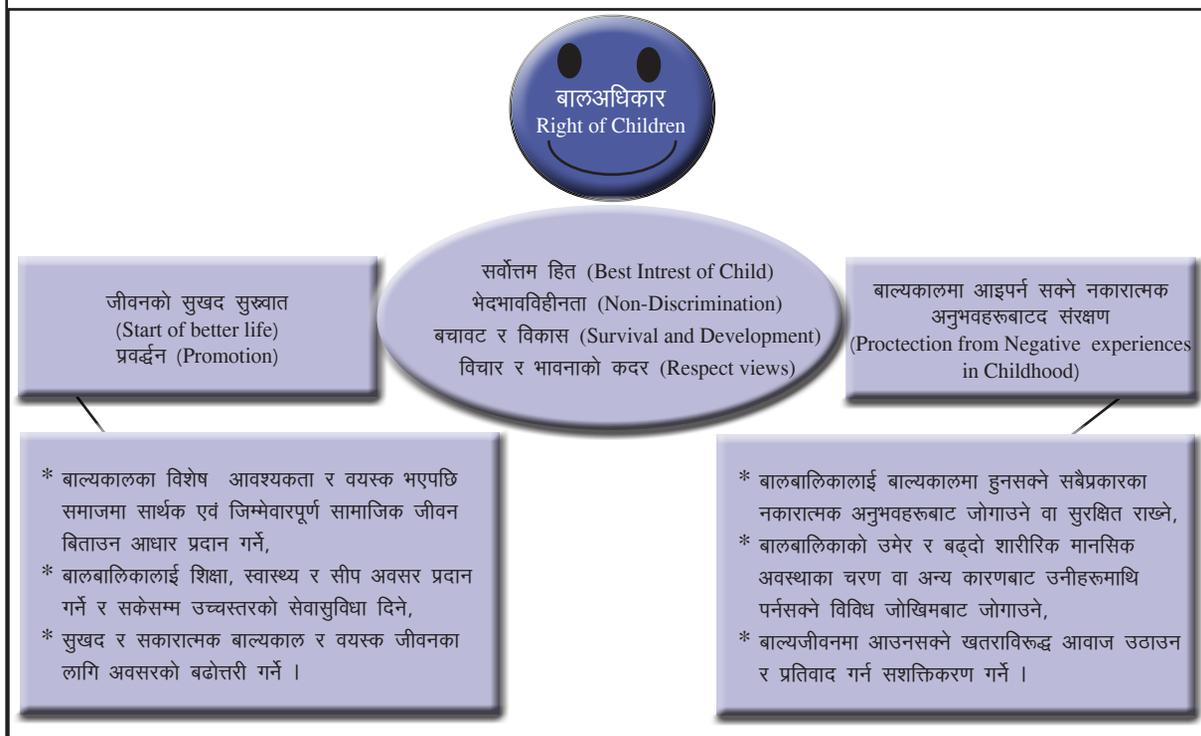 बालअधिकार
Right of Children
सर्वोत्तम हित (Best Intrest of Child)
भेदभावविहीनता (Non-Discrimination)
बचावट र विकास (Survival and Development)
विचार र भावनाको कदर (Respect views)
जीवनको सुखद सुरुवात
(Start of better life)
प्रवर्द्धन (Promotion)
बाल्यकालमा आइपर्न सक्ने नकारात्मक
अनुभवहरूबाटद संरक्षण
(Proctection from Negative experiences
in Childhood)
* बाल्यकालका विशेष आवश्यकता र वयस्क भएपछि
समाजमा सार्थक एवं जिम्मेवारपूर्ण सामाजिक जीवन
बिताउन आधार प्रदान गर्ने,
* बालबालिकालाई शिक्षा, स्वास्थ्य र सीप अवसर प्रदान
गर्ने र सकेसम्म उच्चस्तरको सेवासुविधा दिने,
* सुखद र सकारात्मक बाल्यकाल र वयस्क जीवनका
लागि अवसरको बढोत्तरी गर्ने ।
* बालबालिकालाई बाल्यकालमा हुनसक्ने सबैप्रकारका
नकारात्मक अनुभवहरूबाट जोगाउने वा सुरक्षित राख्ने,
* बालबालिकाको उमेर र बढ्दो शारीरिक मानसिक
अवस्थाका चरण वा अन्य कारणबाट उनीहरूमाथि
पर्नसक्ने विविध जोखिमबाट जोगाउने,
* बाल्यजीवनमा आउनसक्ने खतराविरूद्ध आवाज उठाउन
र प्रतिवाद गर्न सशक्तिकरण गर्ने ।